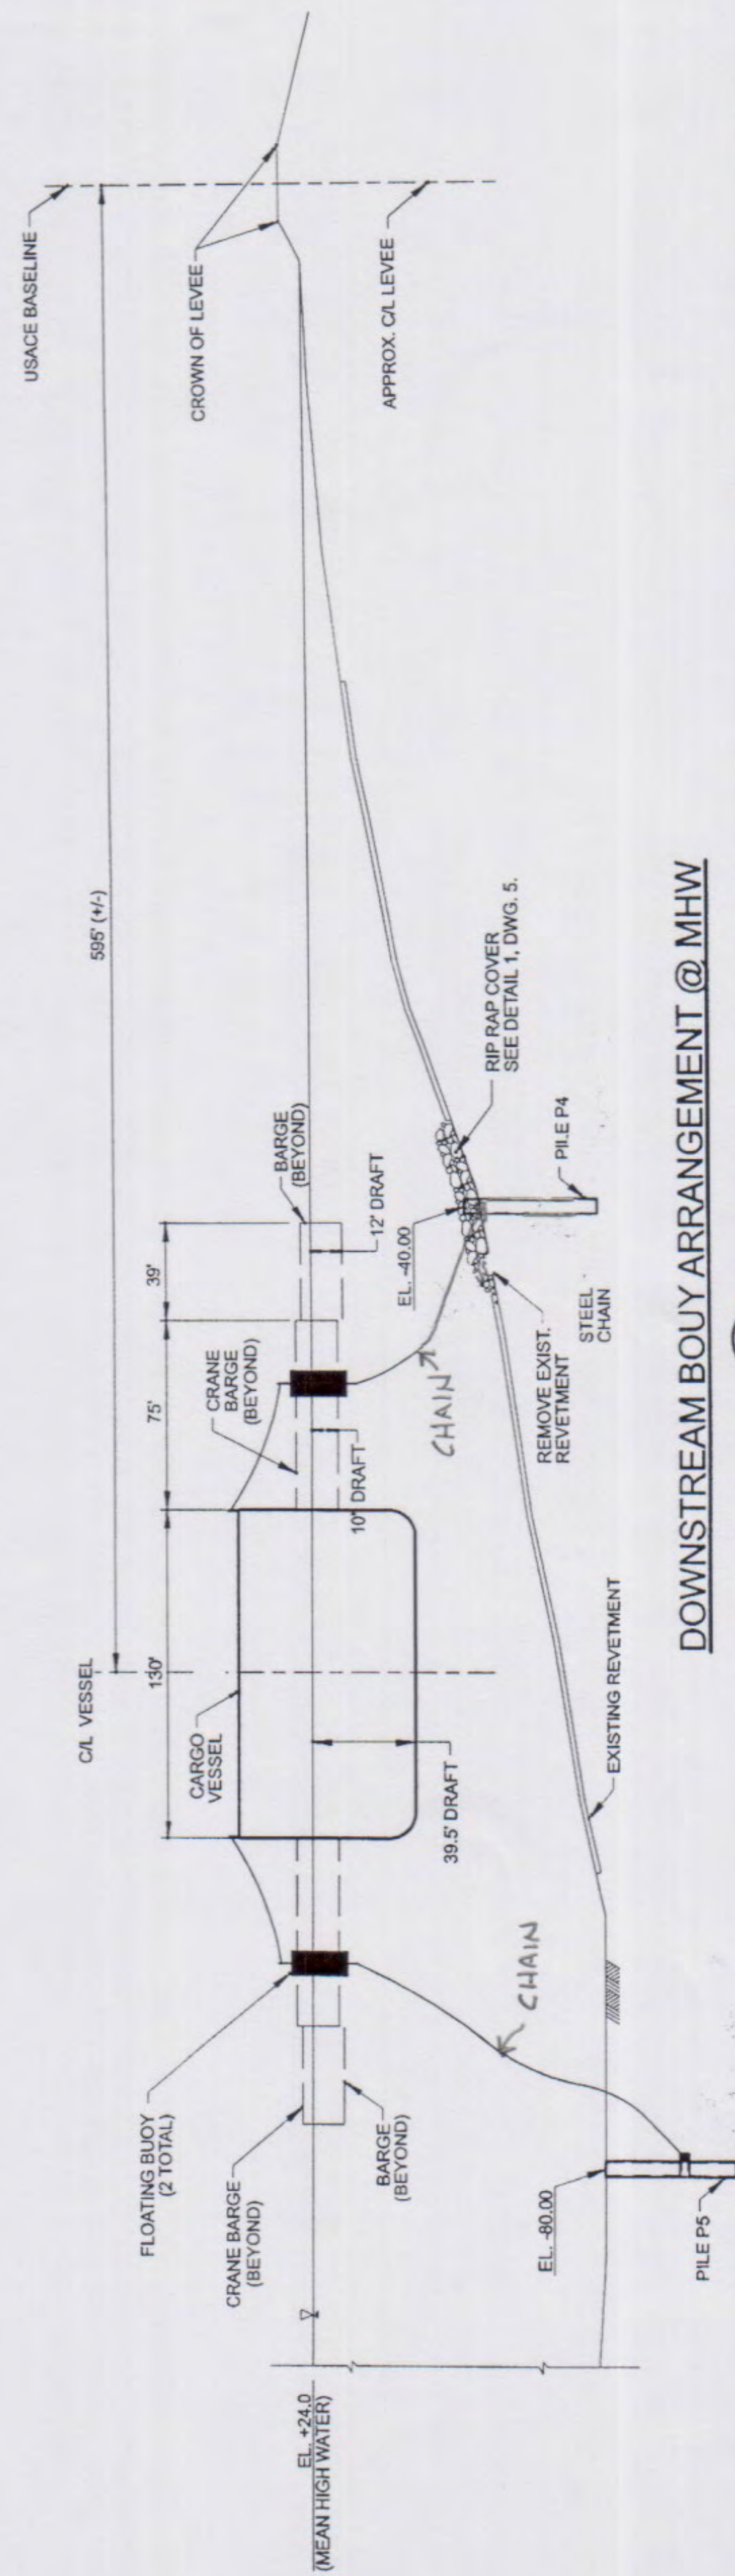 USACE BASELINE
595' (+/-)
CROWN OF LEVEE
APPROX. C/L LEVEE
C/L VESSEL
130'
75'
39'
CARGO
VESSEL
CRANE
BARGE
(BEYOND)
BARGE
(BEYOND)
12' DRAFT
10' DRAFT
39.5' DRAFT
FLOATING BUOY
(2 TOTAL)
CRANE BARGE
(BEYOND)
BARGE
(BEYOND)
EL. +24.0
(MEAN HIGH WATER)
CHAIN
CHAIN
EL. -40.00
RIP RAP COVER
SEE DETAIL 1, DWG. 5.
PILE P4
REMOVE EXIST.
REVETMENT
STEEL
CHAIN
EXISTING REVETMENT
EL. -80.00
PILE P5
DOWNSTREAM BOUY ARRANGEMENT @ MHW